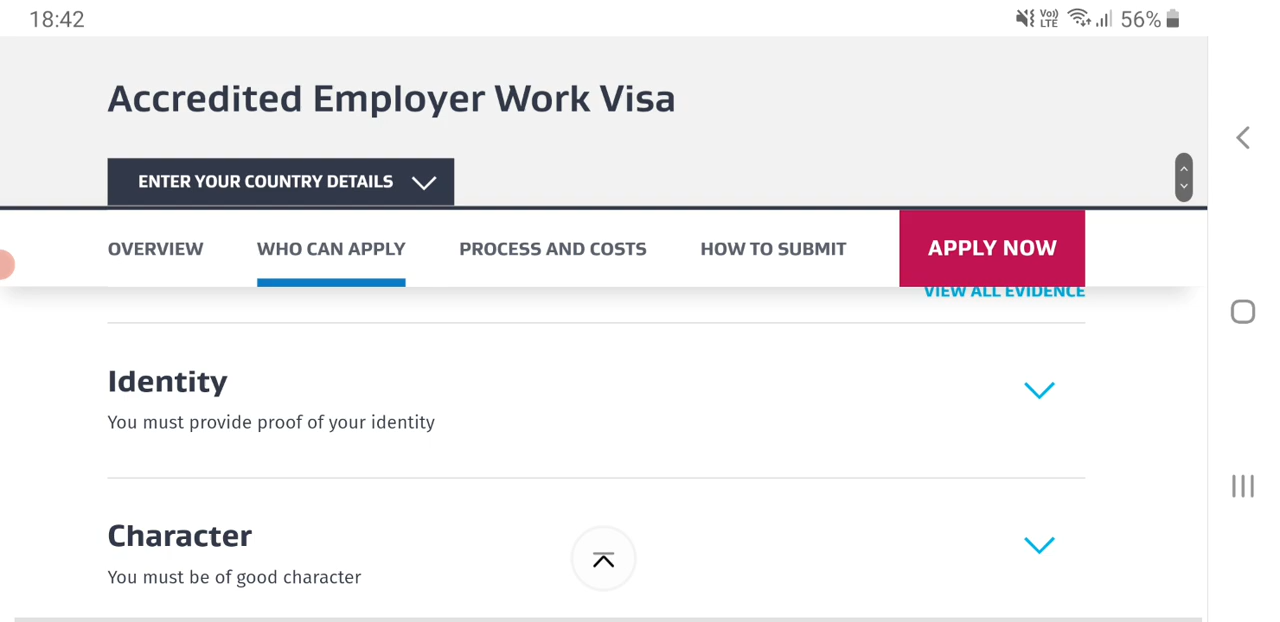 18:42
Vo))
LTE
56%
Accredited Employer Work Visa
ENTER YOUR COUNTRY DETAILS
OVERVIEW
WHO CAN APPLY
PROCESS AND COSTS
HOW TO SUBMIT
APPLY NOW
VIEW ALL EVIDENCE
Identity
You must provide proof of your identity
Character
You must be of good character